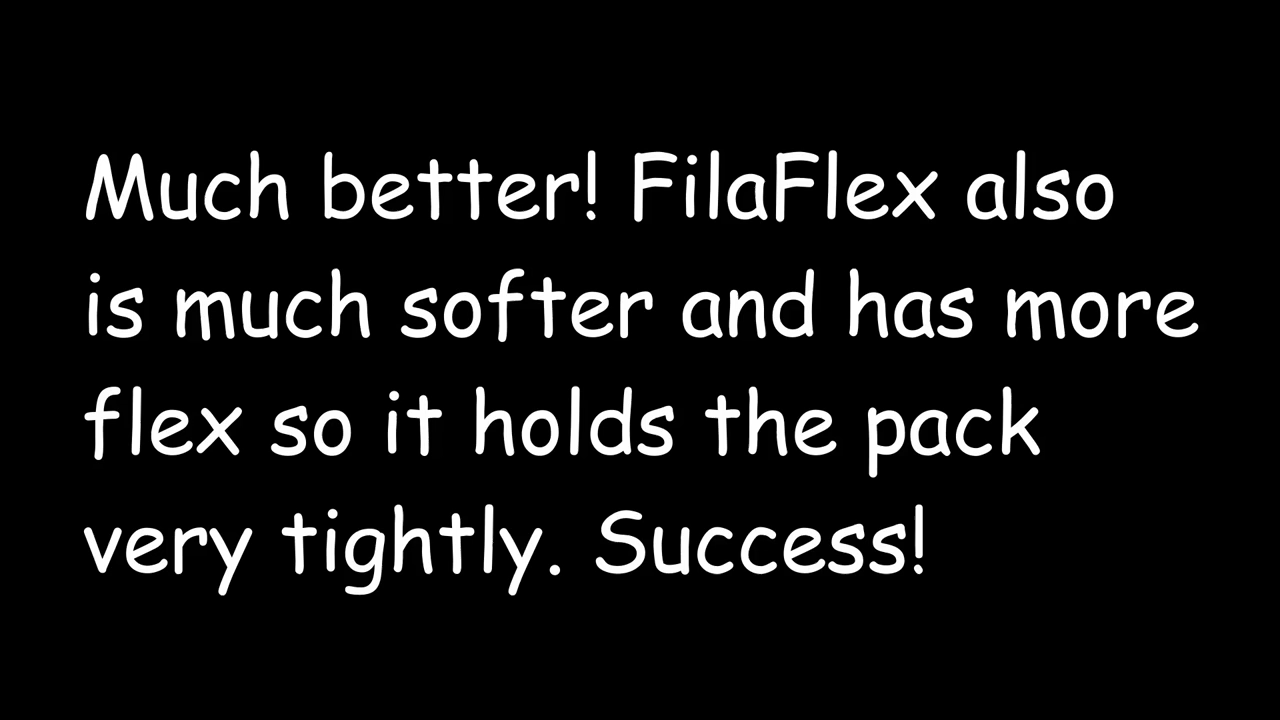 Much better! FilaFlex also
is much softer and has more
flex so it holds the pack
very tightly. Success!